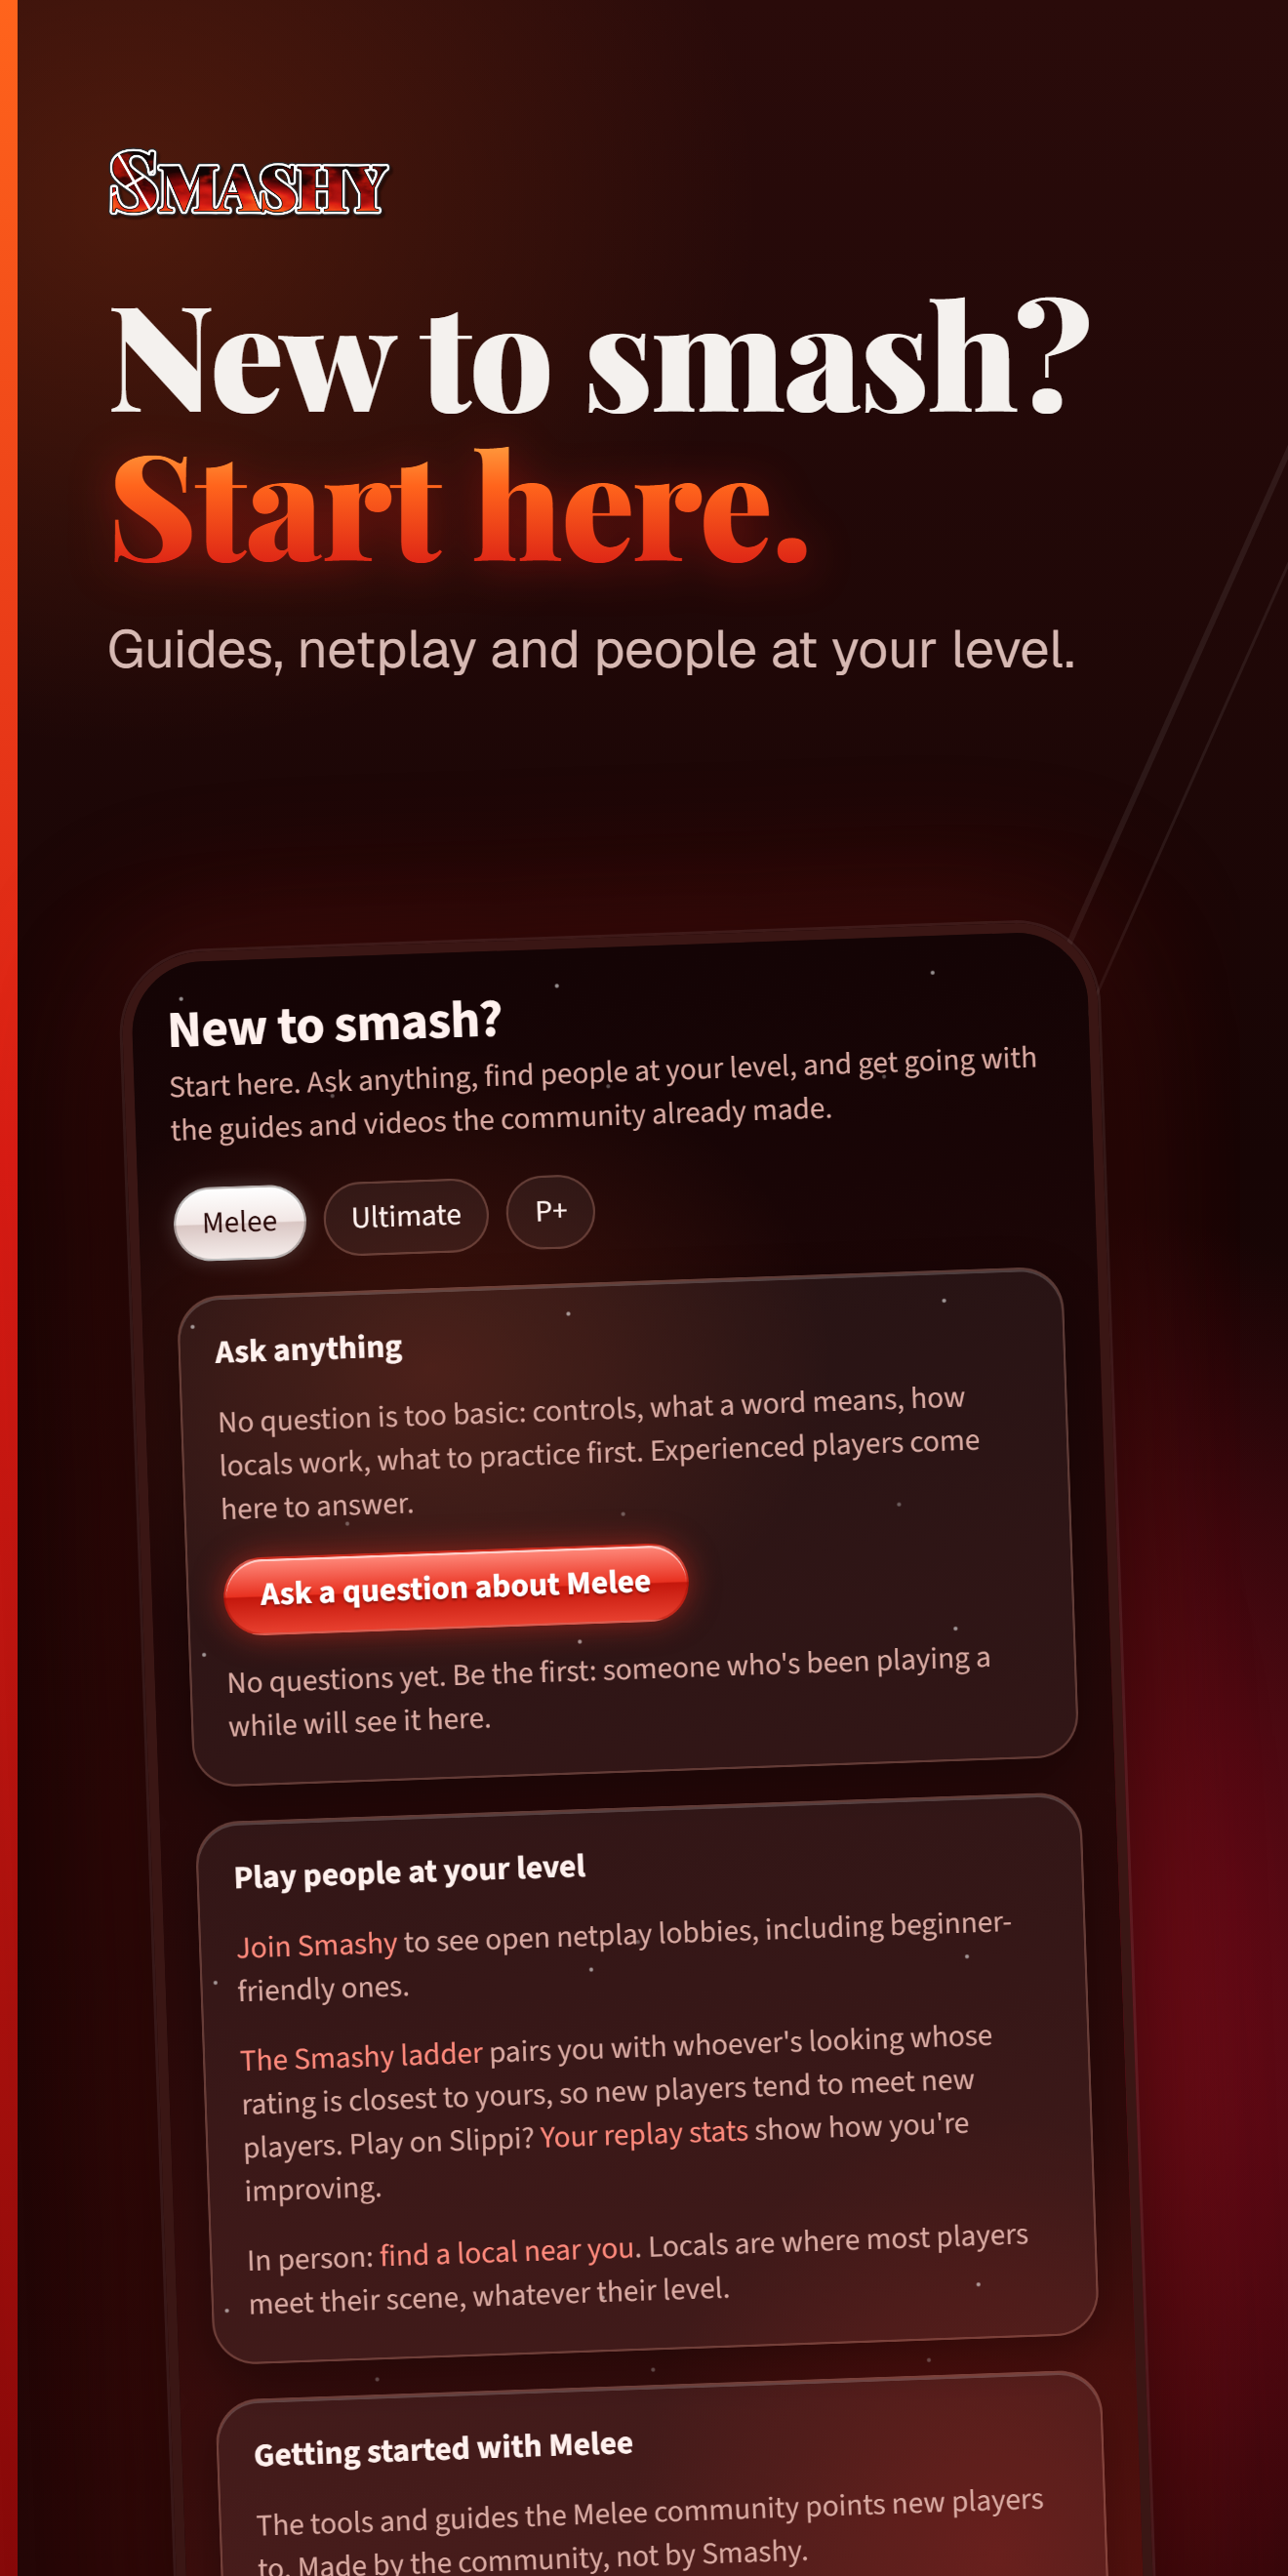 SMASHY
New to smash?
Start here.
Guides, netplay and people at your level.
New to smash?
Start here. Ask anything, find people at your level, and get going with
the guides and videos the community already made.
Melee
Ultimate
P+
Ask anything
No question is too basic: controls, what a word means, how
locals work, what to practice first. Experienced players come
here to answer.
Ask a question about Melee
No questions yet. Be the first: someone who's been playing a
while will see it here.
Play people at your level
Join Smashy to see open netplay lobbies, including beginner-
friendly ones.
The Smashy ladder pairs you with whoever's looking whose
rating is closest to yours, so new players tend to meet new
players. Play on Slippi? Your replay stats show how you're
improving.
In person: find a local near you. Locals are where most players
meet their scene, whatever their level.
Getting started with Melee
The tools and guides the Melee community points new players
to. Made by the community, not by Smashy.